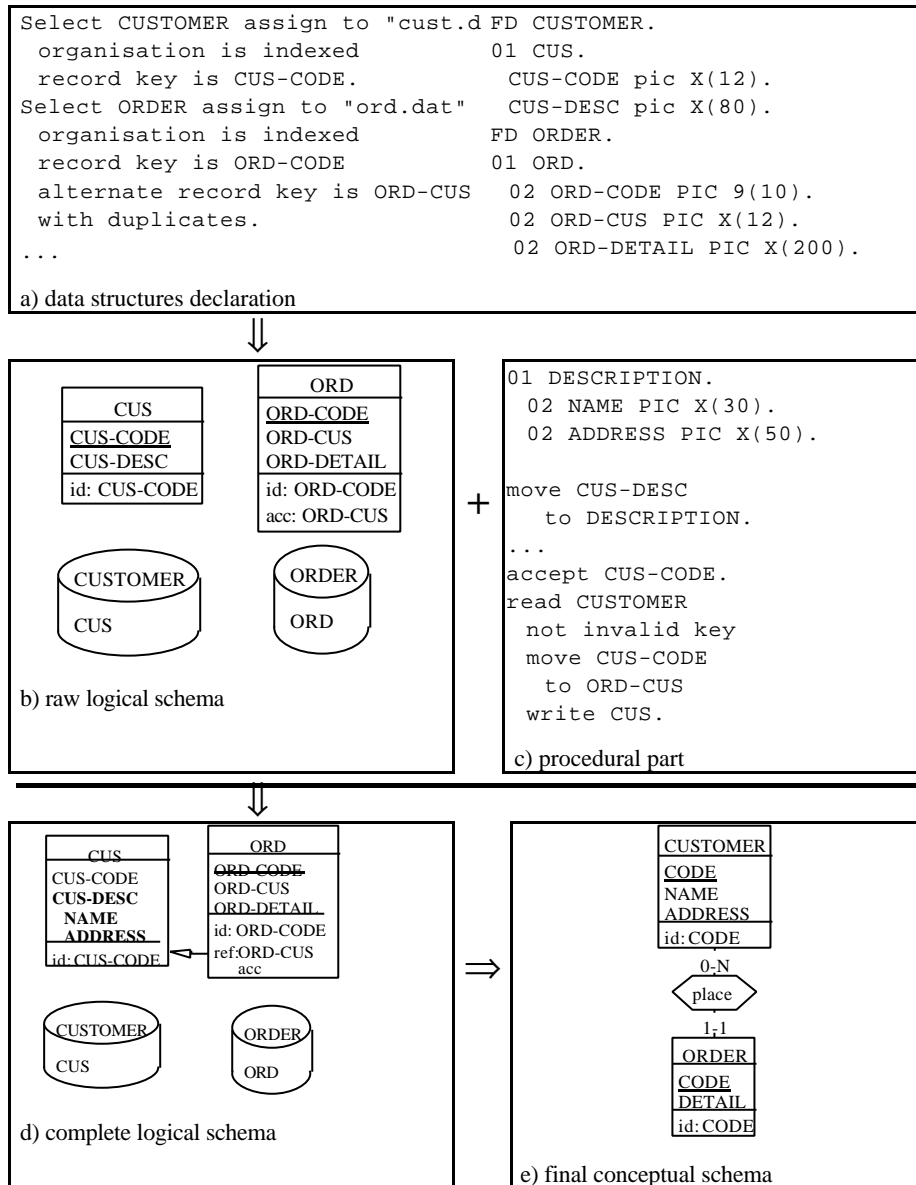 Select CUSTOMER assign to "cust.d
organisation is indexed
record key is CUS-CODE.
Select ORDER assign to "ord.dat"
organisation is indexed
record key is ORD-CODE
alternate record key is ORD-CUS
with duplicates.
...
FD CUSTOMER.
01 CUS.
CUS-CODE pic X(12).
CUS-DESC pic X(80).
FD ORDER.
01 ORD.
02 ORD-CODE PIC 9(10).
02 ORD-CUS PIC X(12).
02 ORD-DETAIL PIC X(200).
a) data structures declaration
⇓
CUS
CUS-CODE
CUS-DESC
id: CUS-CODE
ORD
ORD-CODE
ORD-CUS
ORD-DETAIL
id: ORD-CODE
acc: ORD-CUS
CUSTOMER
CUS
ORDER
ORD
b) raw logical schema
+
01 DESCRIPTION.
02 NAME PIC X(30).
02 ADDRESS PIC X(50).
move CUS-DESC
to DESCRIPTION.
...
accept CUS-CODE.
read CUSTOMER
not invalid key
move CUS-CODE
to ORD-CUS
write CUS.
c) procedural part
⇓
CUS
CUS-CODE
CUS-DESC
NAME
ADDRESS
id: CUS-CODE
ORD
ORD-CODE
ORD-CUS
ORD-DETAIL
id: ORD-CODE
ref:ORD-CUS
acc
CUSTOMER
CUS
ORDER
ORD
d) complete logical schema
⇒
CUSTOMER
CODE
NAME
ADDRESS
id: CODE
0-N
place
1-1
ORDER
CODE
DETAIL
id: CODE
e) final conceptual schema